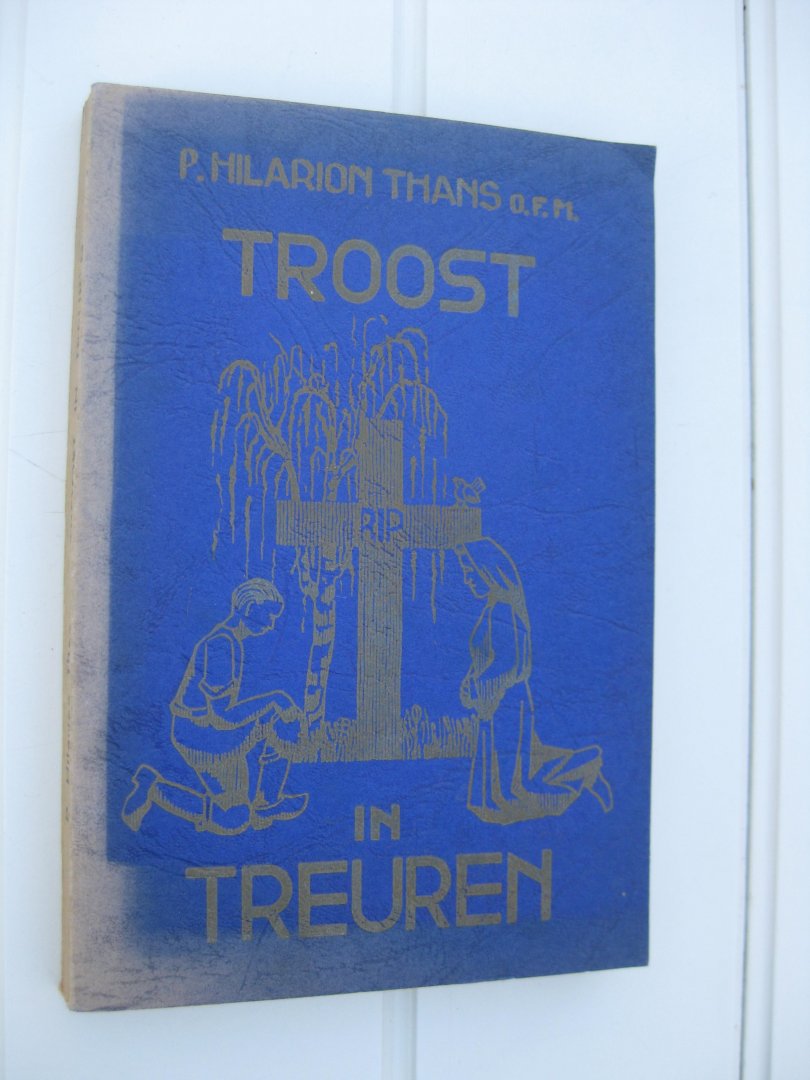 P. HILARION THANS O.F.M.
TROOST
R.I.P.
IN
TREUREN